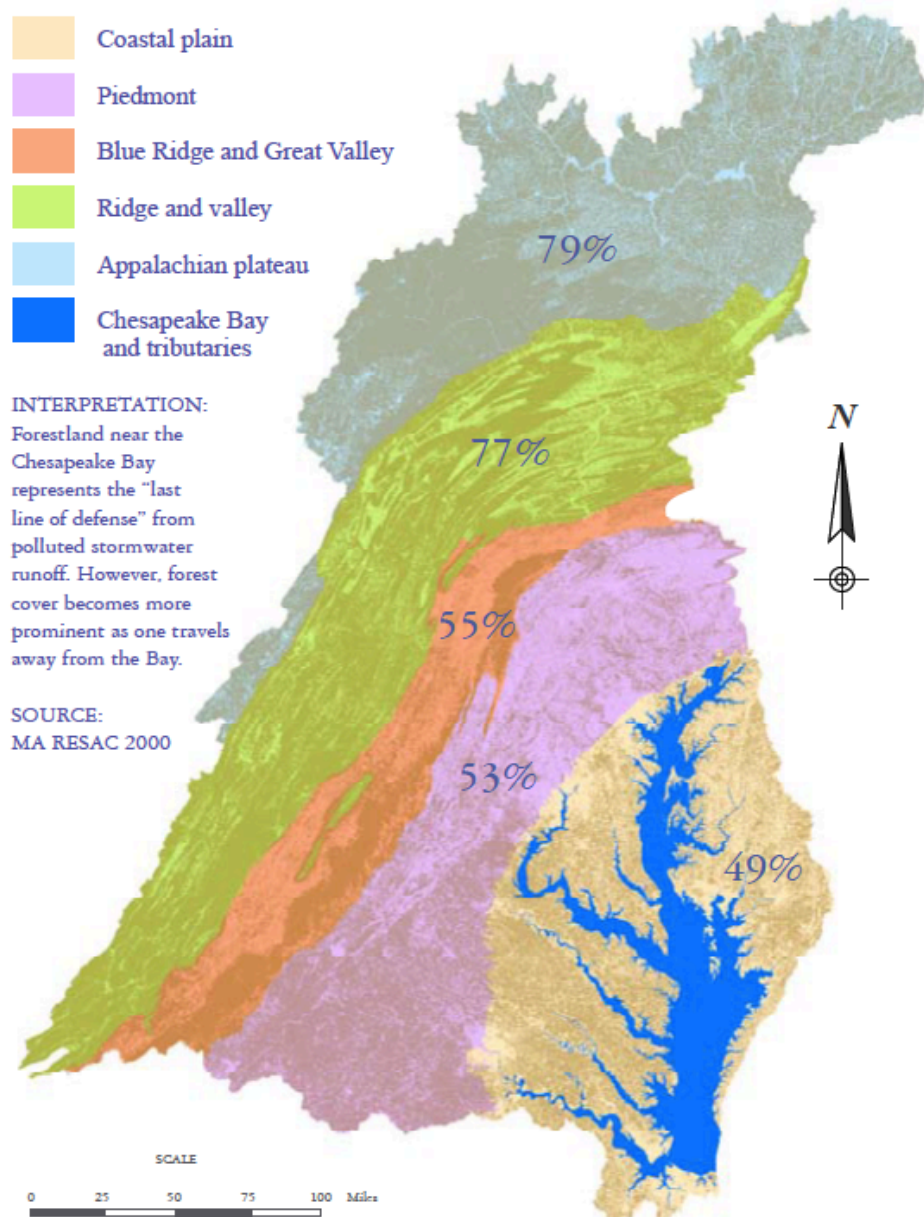 Coastal plain
Piedmont
Blue Ridge and Great Valley
Ridge and valley
Appalachian plateau
Chesapeake Bay
and tributaries
INTERPRETATION:
Forestland near the
Chesapeake Bay
represents the “last
line of defense” from
polluted stormwater
runoff. However, forest
cover becomes more
prominent as one travels
away from the Bay.
SOURCE:
MA RESAC 2000
79%
77%
55%
53%
49%
N
SCALE
0 25 50 75 100 Miles